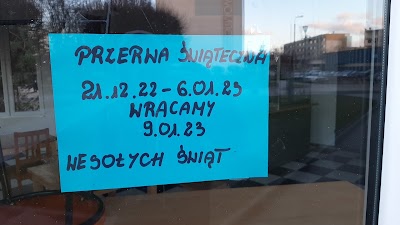 PRZERWA ŚWIĄTECZNA
21.12.22 - 6.01.23
WRACAMY
9.01.23
WESOŁYCH ŚWIĄT